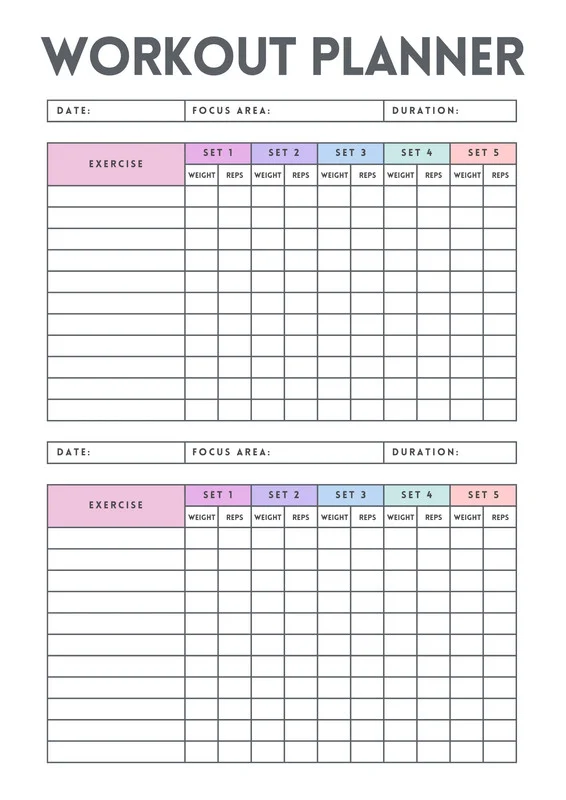 WORKOUT PLANNER
DATE: FOCUS AREA: DURATION:
EXERCISE SET 1 SET 2 SET 3 SET 4 SET 5
WEIGHT REPS WEIGHT REPS WEIGHT REPS WEIGHT REPS WEIGHT REPS
DATE: FOCUS AREA: DURATION:
EXERCISE SET 1 SET 2 SET 3 SET 4 SET 5
WEIGHT REPS WEIGHT REPS WEIGHT REPS WEIGHT REPS WEIGHT REPS